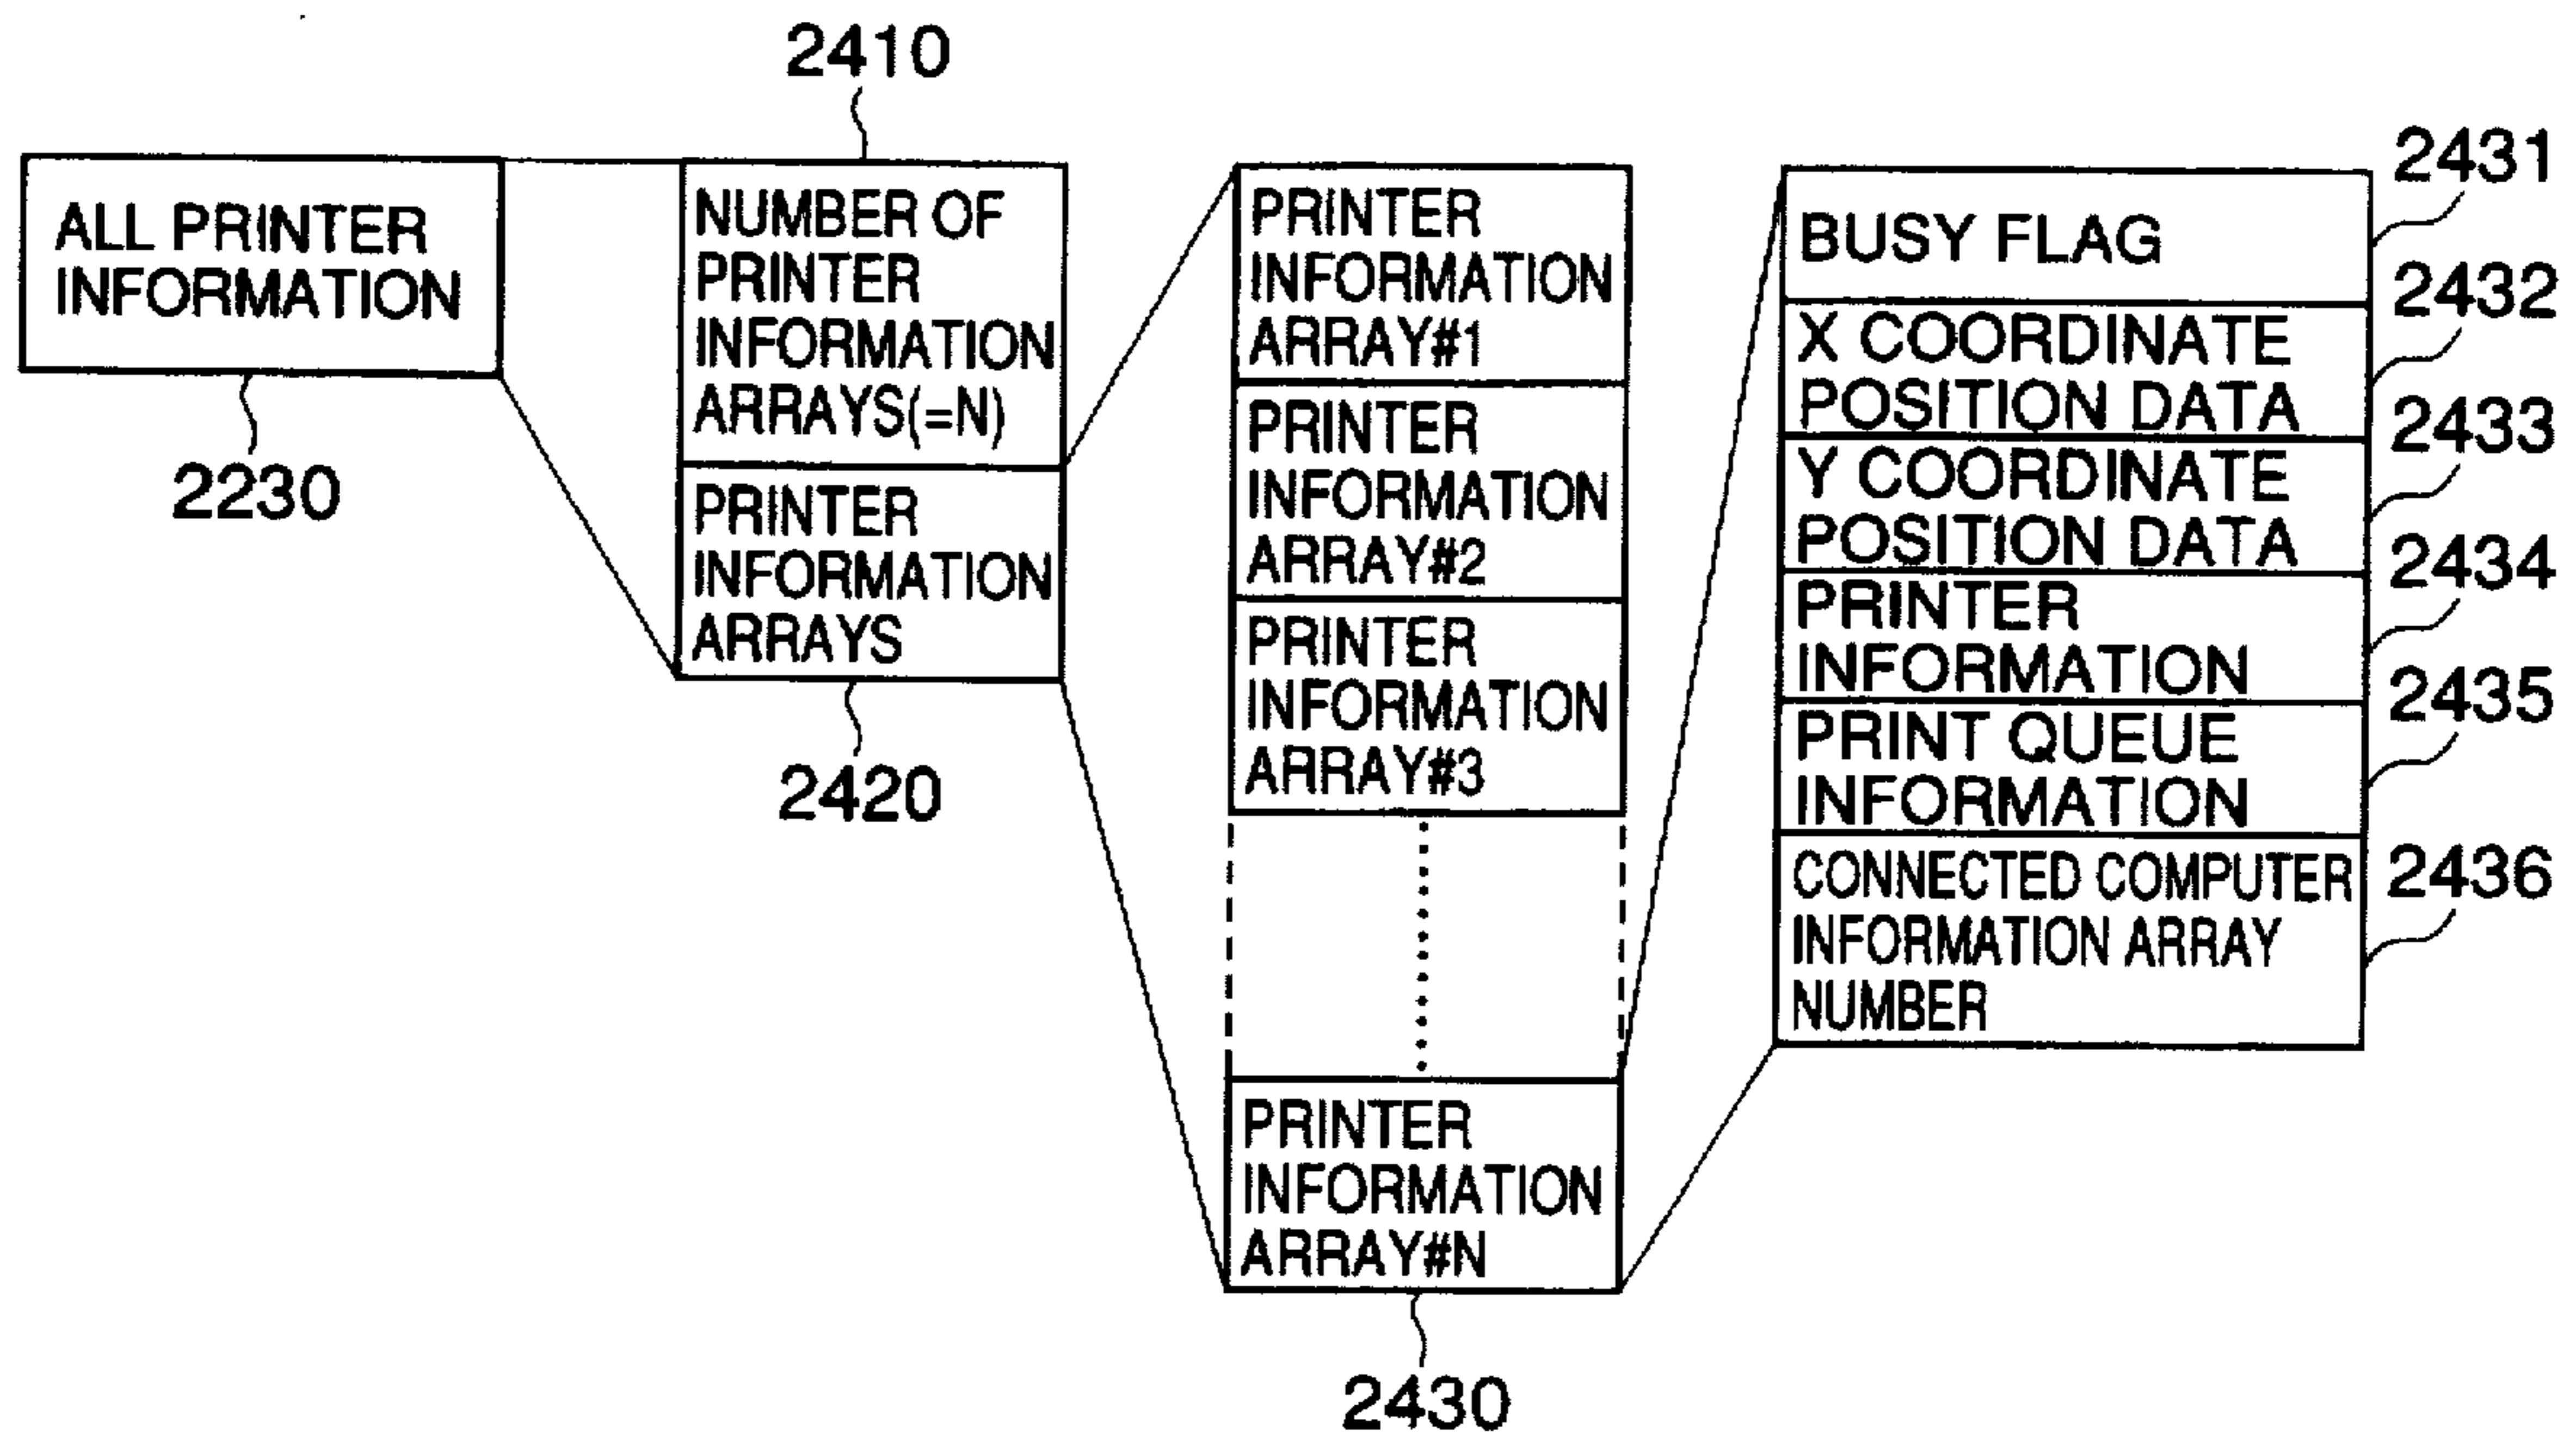 2410
ALL PRINTER
INFORMATION
2230
NUMBER OF
PRINTER
INFORMATION
ARRAYS(=N)
PRINTER
INFORMATION
ARRAYS
2420
PRINTER
INFORMATION
ARRAY#1
PRINTER
INFORMATION
ARRAY#2
PRINTER
INFORMATION
ARRAY#3
PRINTER
INFORMATION
ARRAY#N
2430
BUSY FLAG
2431
X COORDINATE
POSITION DATA
2432
Y COORDINATE
POSITION DATA
2433
PRINTER
INFORMATION
2434
PRINT QUEUE
INFORMATION
2435
CONNECTED COMPUTER
INFORMATION ARRAY
NUMBER
2436